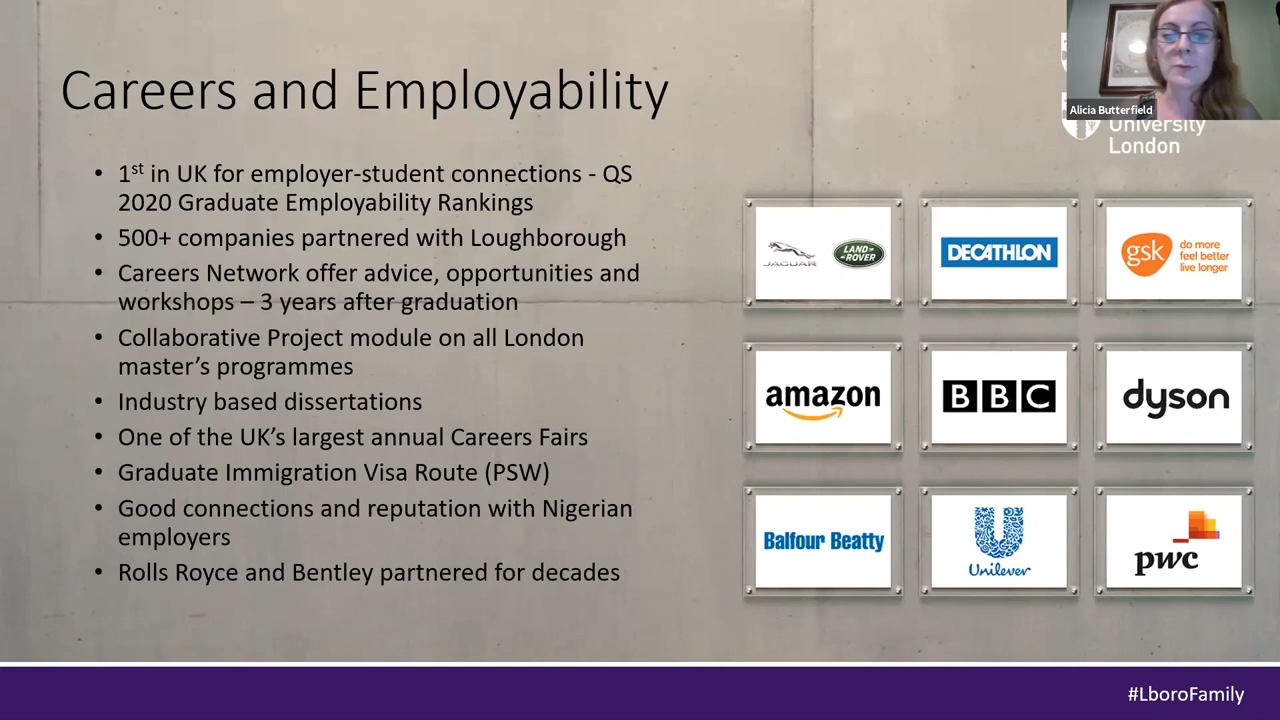 Careers and Employability
Alicia Butterfield
University
London
• 1st in UK for employer-student connections - QS
2020 Graduate Employability Rankings
• 500+ companies partnered with Loughborough
• Careers Network offer advice, opportunities and
workshops – 3 years after graduation
• Collaborative Project module on all London
master’s programmes
• Industry based dissertations
• One of the UK’s largest annual Careers Fairs
• Graduate Immigration Visa Route (PSW)
• Good connections and reputation with Nigerian
employers
• Rolls Royce and Bentley partnered for decades
JAGUAR
LAND-
ROVER
DECATHLON
gsk
do more
feel better
live longer
amazon
BBC
dyson
Balfour Beatty
Unilever
pwc
#LboroFamily